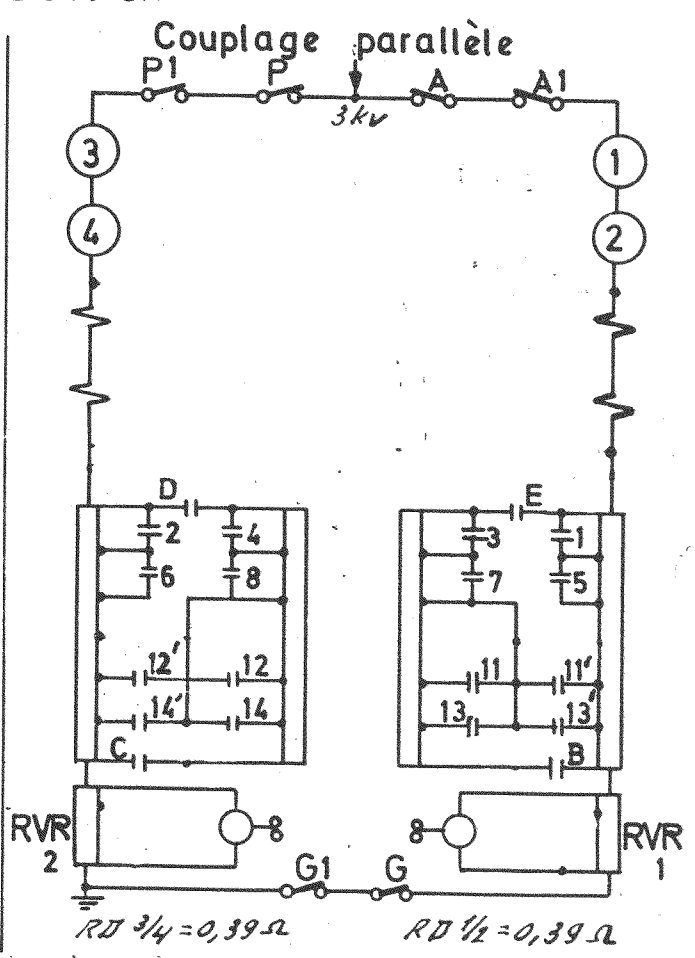 Couplage parallèle
P1 P A A1
3kv
3 1
4 2
D E
2 4 3 1
6 8 7 5
12' 12 11 11'
14' 14 13 13'
C B
RVR 2 8 8 RVR 1
G1 G
RD 3/4 = 0,39 Ω RD 1/2 = 0,39 Ω